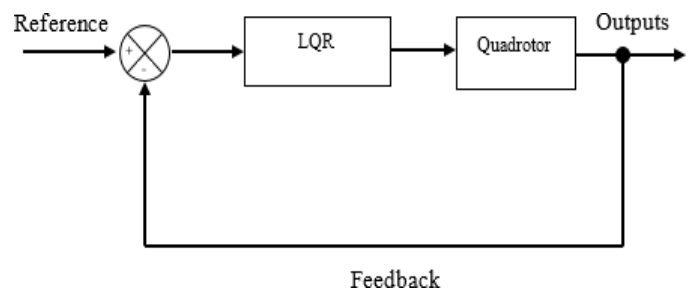 Reference
Outputs
+
-
LQR
Quadrotor
Feedback